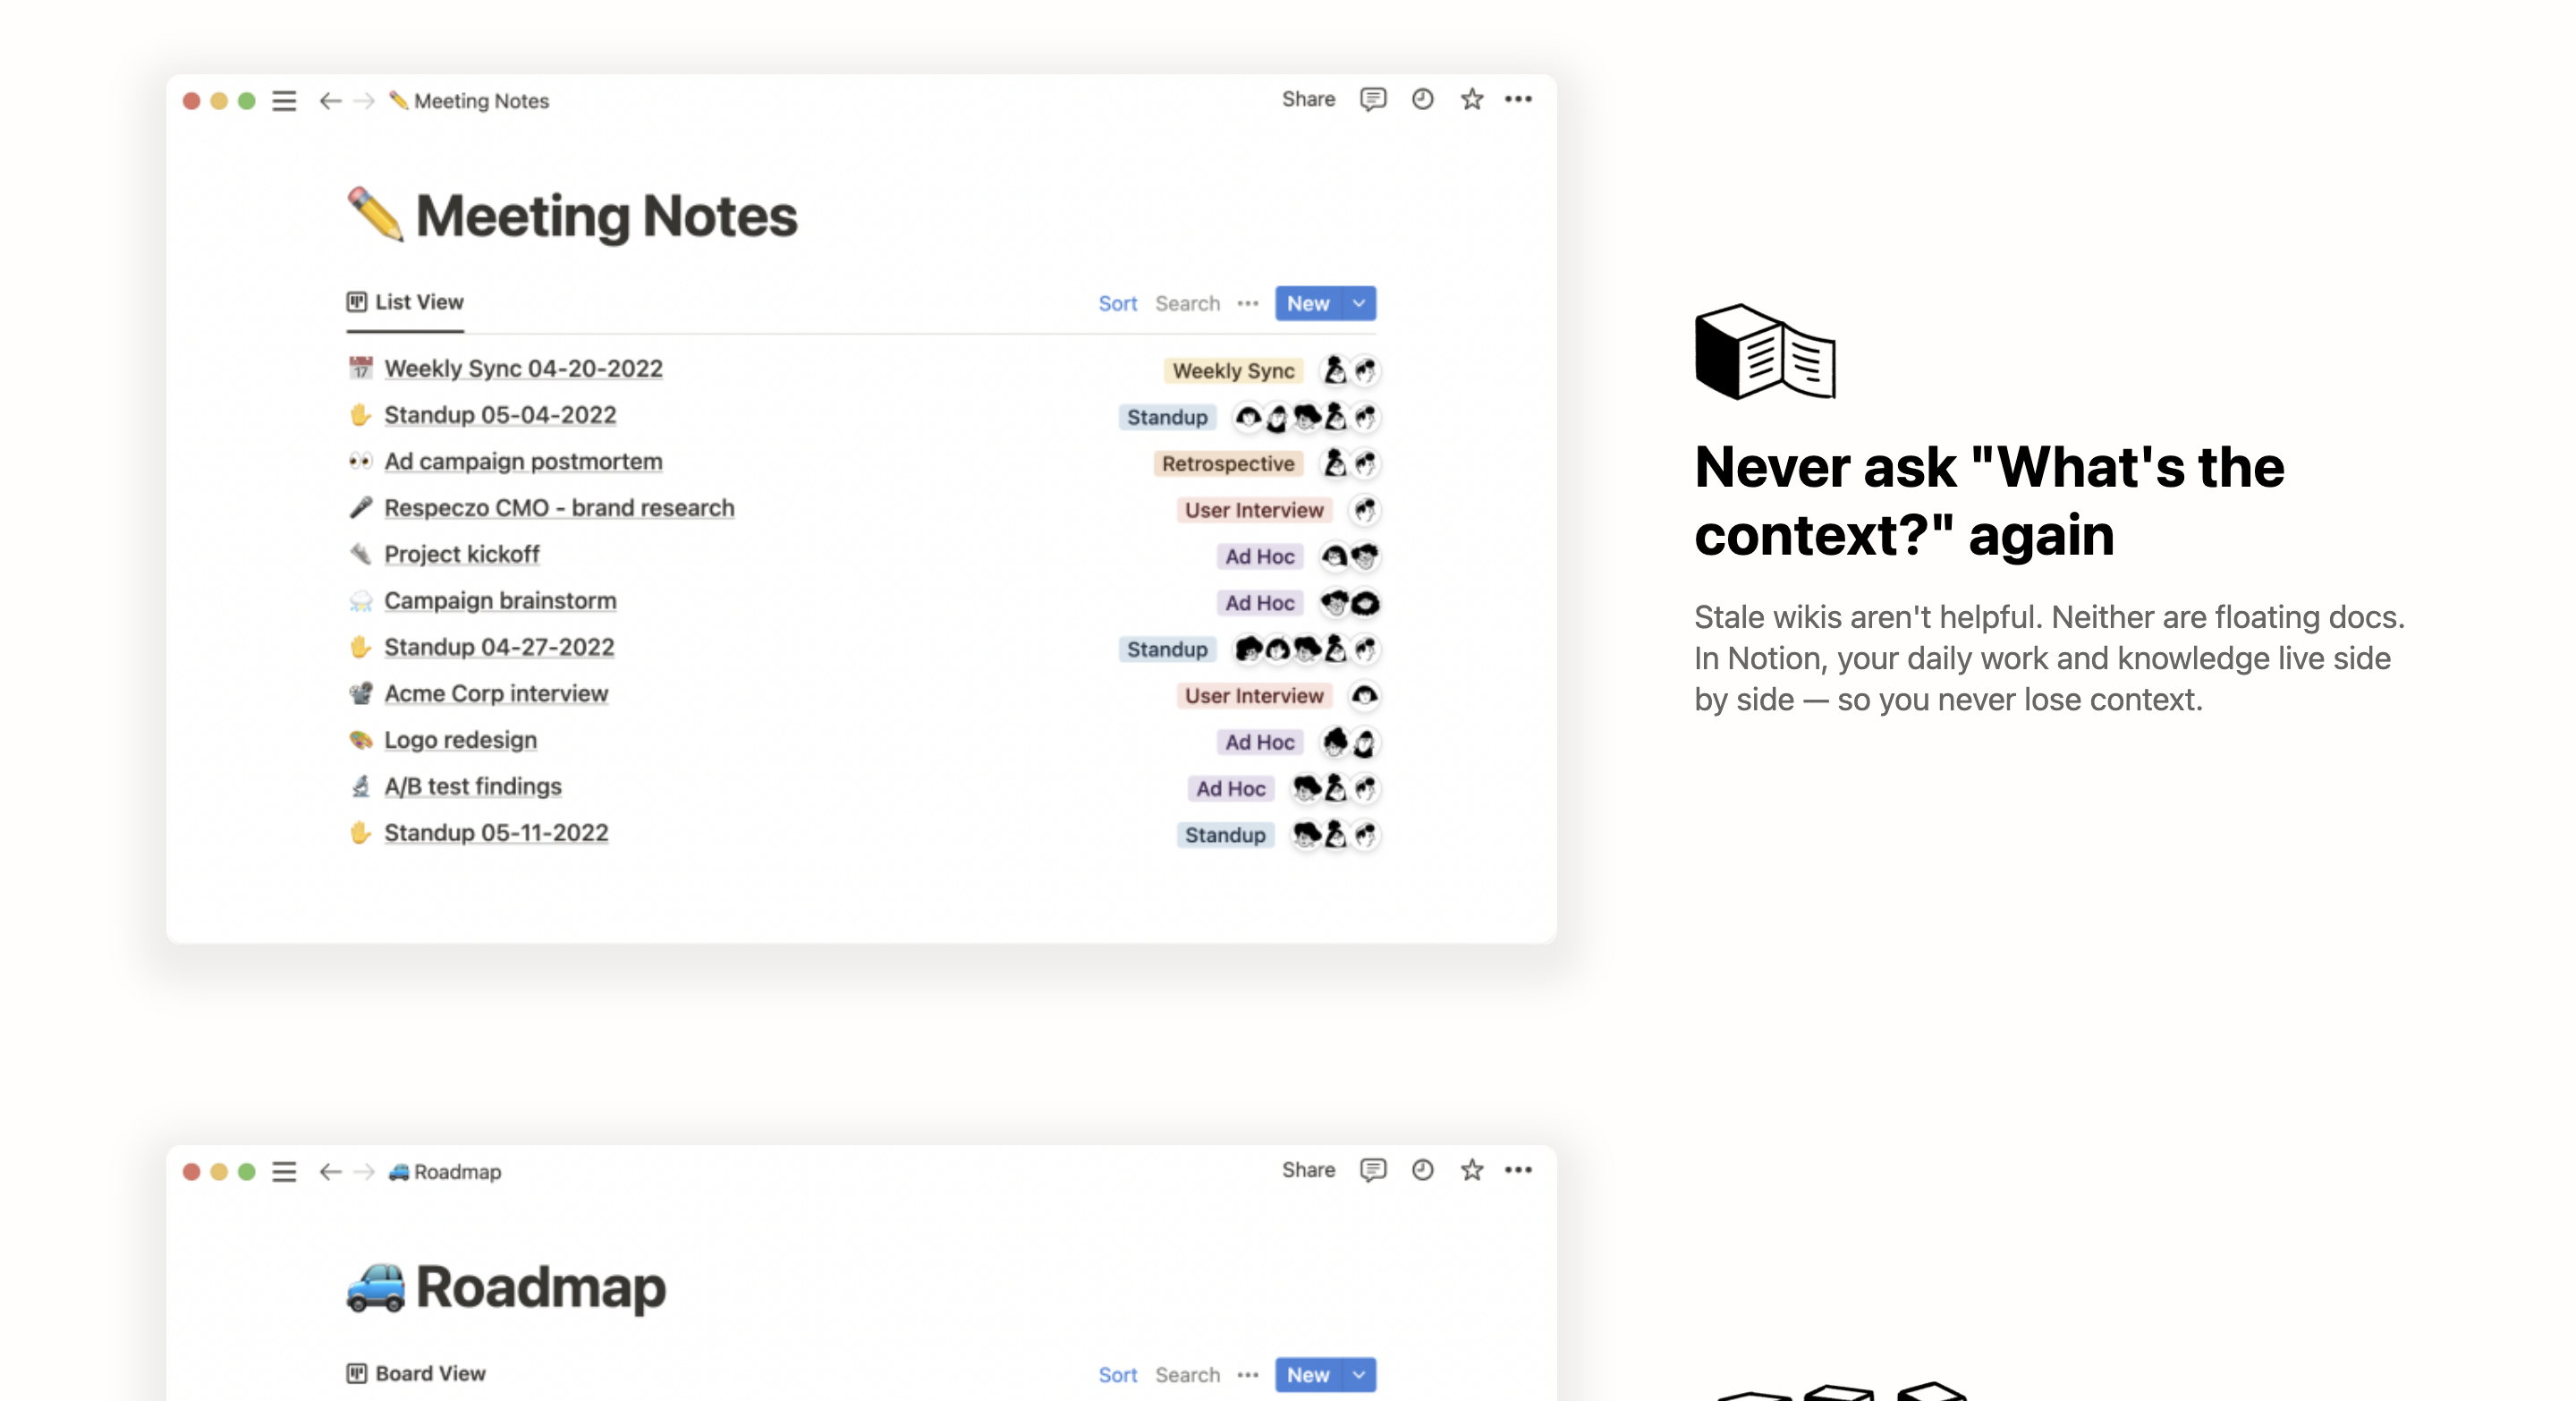 Meeting Notes
Share
Meeting Notes
List View
Sort Search New
Weekly Sync 04-20-2022 Weekly Sync
Standup 05-04-2022 Standup
Ad campaign postmortem Retrospective
Respeczo CMO - brand research User Interview
Project kickoff Ad Hoc
Campaign brainstorm Ad Hoc
Standup 04-27-2022 Standup
Acme Corp interview User Interview
Logo redesign Ad Hoc
A/B test findings Ad Hoc
Standup 05-11-2022 Standup
Never ask "What's the
context?" again
Stale wikis aren't helpful. Neither are floating docs.
In Notion, your daily work and knowledge live side
by side — so you never lose context.
Roadmap
Share
Roadmap
Board View
Sort Search New